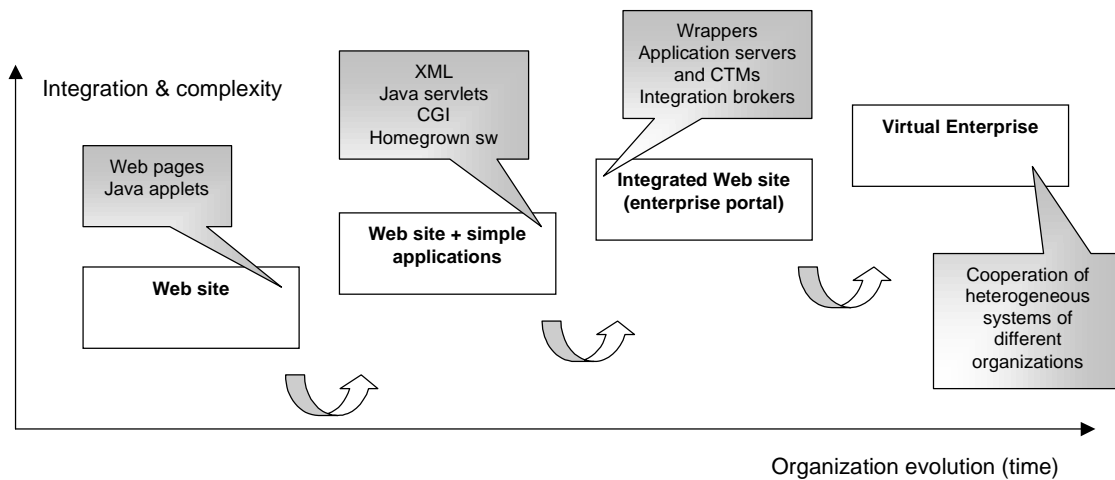 Integration & complexity
Web pages
Java applets
Web site
XML
Java servlets
CGI
Homegrown sw
Web site + simple
applications
Wrappers
Application servers
and CTMs
Integration brokers
Integrated Web site
(enterprise portal)
Virtual Enterprise
Cooperation of
heterogeneous
systems of
different
organizations
Organization evolution (time)